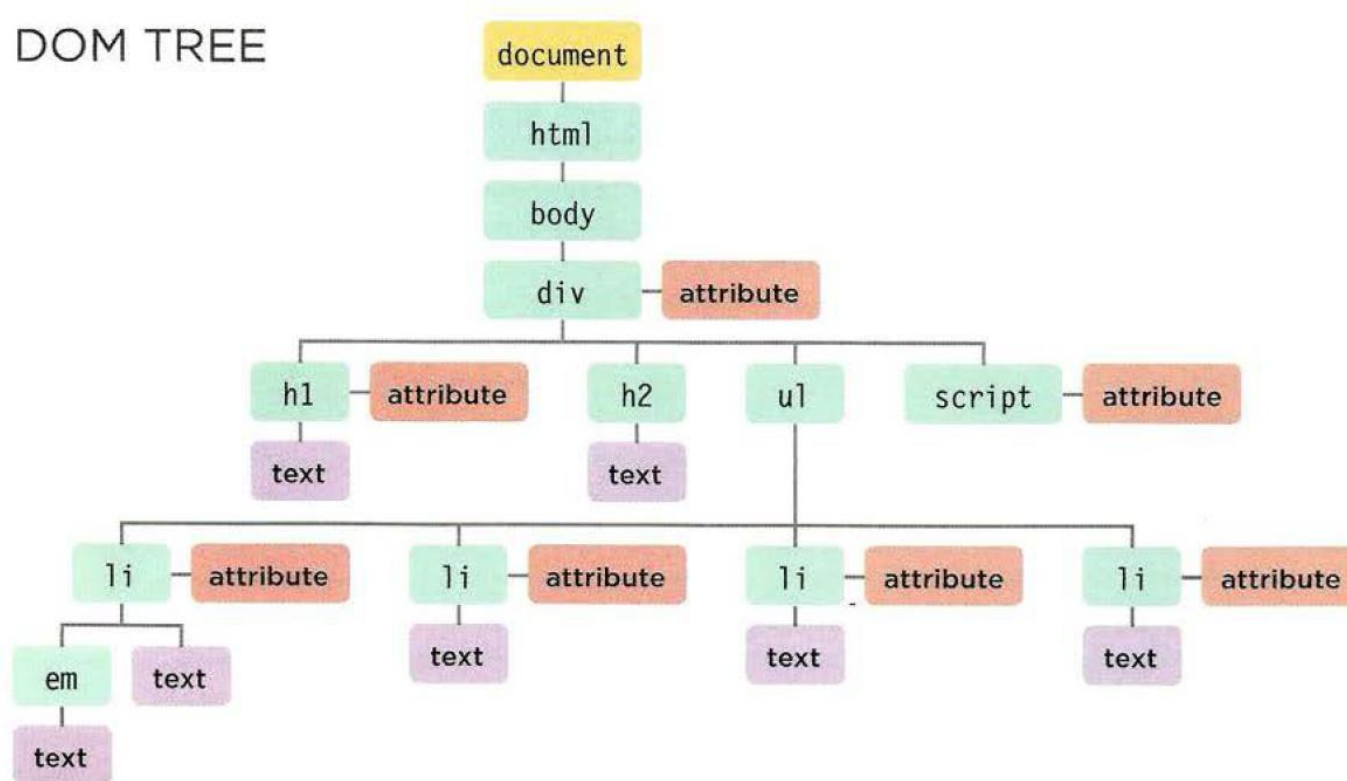 DOM TREE
document
html
body
div attribute
h1 attribute h2 ul script attribute
text text
li attribute li attribute li attribute li attribute
text text text
em text
text